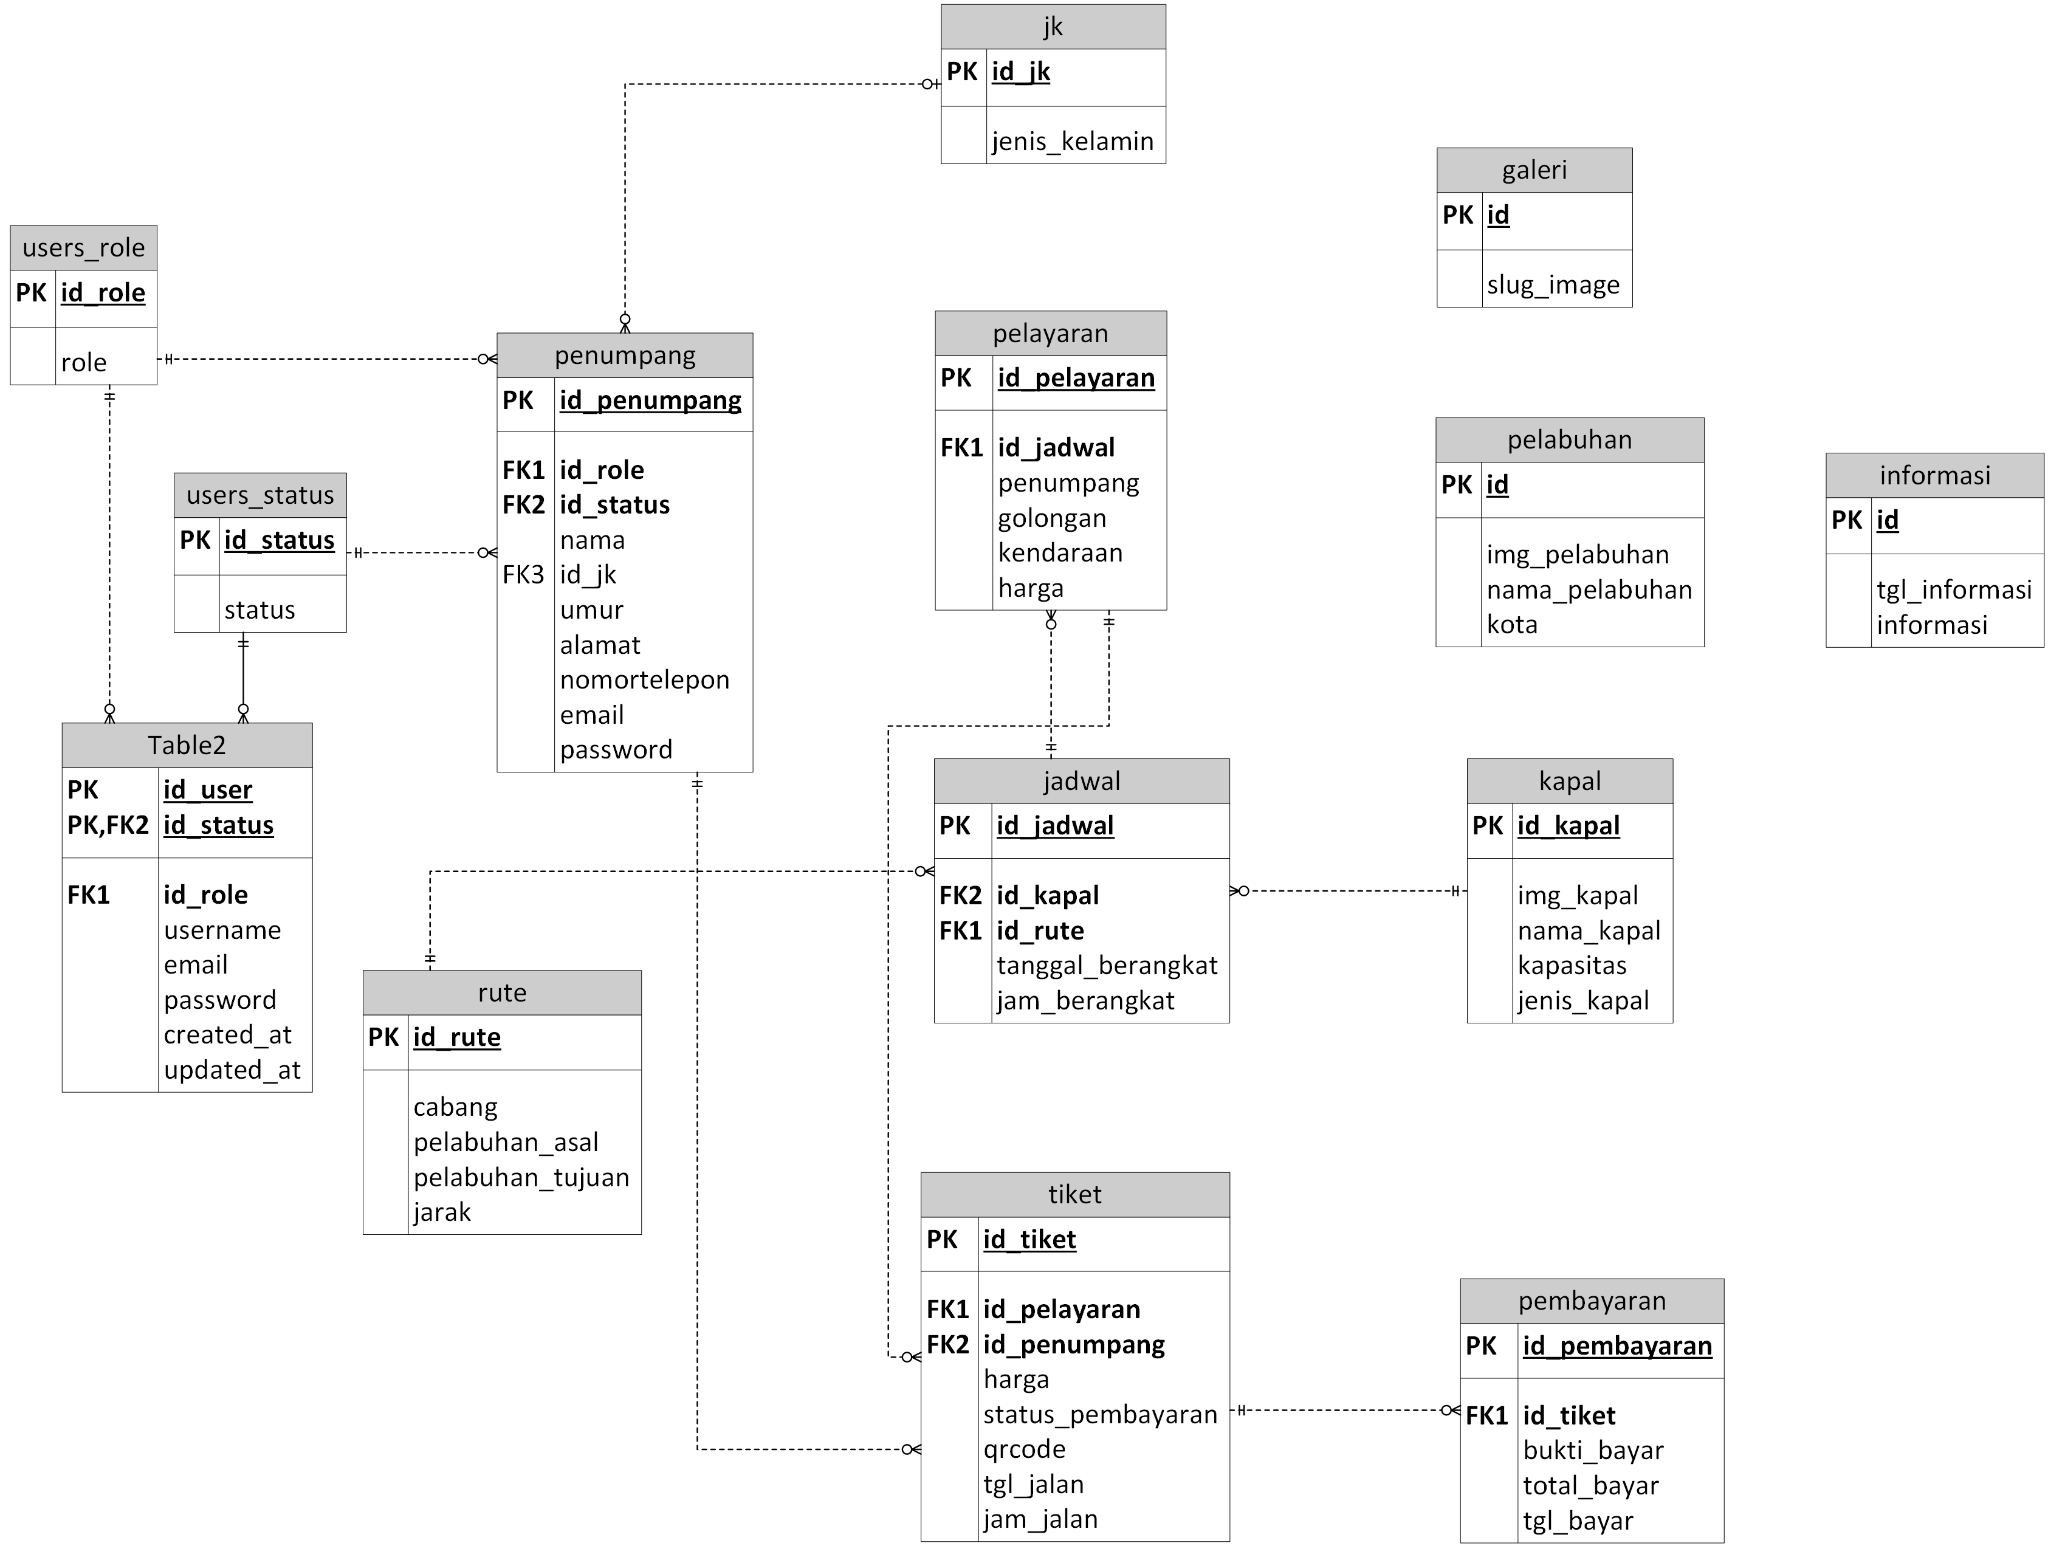 jk
PK id_jk
jenis_kelamin
galeri
PK id
slug_image
users_role
PK id_role
role
penumpang
PK id_penumpang
FK1 id_role
FK2 id_status
nama
FK3 id_jk
umur
alamat
nomortelepon
email
password
pelayaran
PK id_pelayaran
FK1 id_jadwal
penumpang
golongan
kendaraan
harga
pelabuhan
PK id
img_pelabuhan
nama_pelabuhan
kota
informasi
PK id
tgl_informasi
informasi
users_status
PK id_status
status
Table2
PK id_user
PK,FK2 id_status
FK1 id_role
username
email
password
created_at
updated_at
jadwal
PK id_jadwal
FK2 id_kapal
FK1 id_rute
tanggal_berangkat
jam_berangkat
kapal
PK id_kapal
img_kapal
nama_kapal
kapasitas
jenis_kapal
rute
PK id_rute
cabang
pelabuhan_asal
pelabuhan_tujuan
jarak
tiket
PK id_tiket
FK1 id_pelayaran
FK2 id_penumpang
harga
status_pembayaran
qrcode
tgl_jalan
jam_jalan
pembayaran
PK id_pembayaran
FK1 id_tiket
bukti_bayar
total_bayar
tgl_bayar